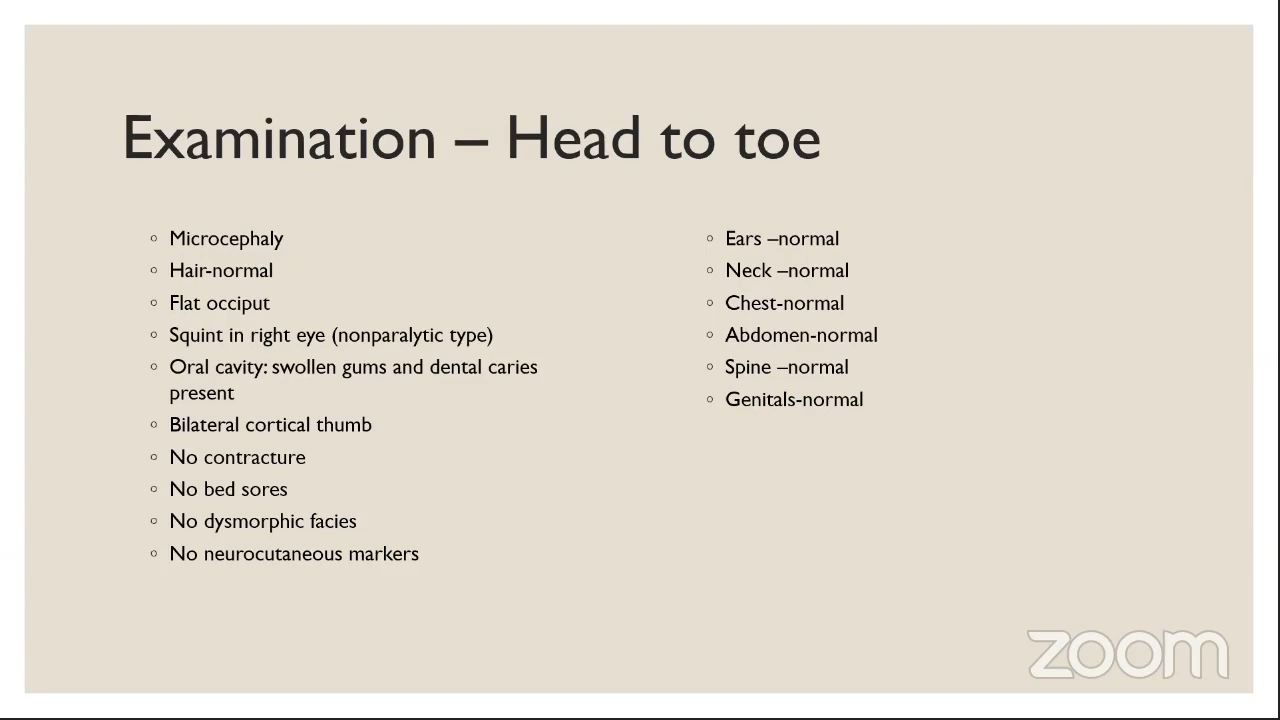 Examination – Head to toe
◦ Microcephaly
◦ Hair-normal
◦ Flat occiput
◦ Squint in right eye (nonparalytic type)
◦ Oral cavity: swollen gums and dental caries
present
◦ Bilateral cortical thumb
◦ No contracture
◦ No bed sores
◦ No dysmorphic facies
◦ No neurocutaneous markers
◦ Ears –normal
◦ Neck –normal
◦ Chest-normal
◦ Abdomen-normal
◦ Spine –normal
◦ Genitals-normal
zoom